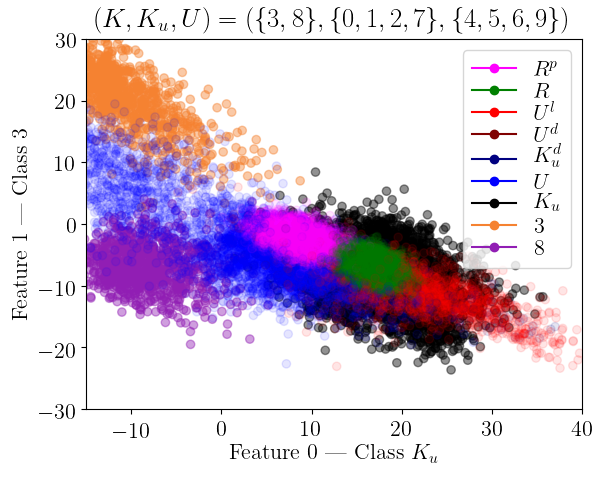 (K, K_u, U) = ({3, 8}, {0, 1, 2, 7}, {4, 5, 6, 9})
30
20
10
0
−10
−20
−30
Feature 1 — Class 3
R^p
R
U^l
U^d
K_u^d
U
K_u
3
8
−10
0
10
20
30
40
Feature 0 — Class K_u